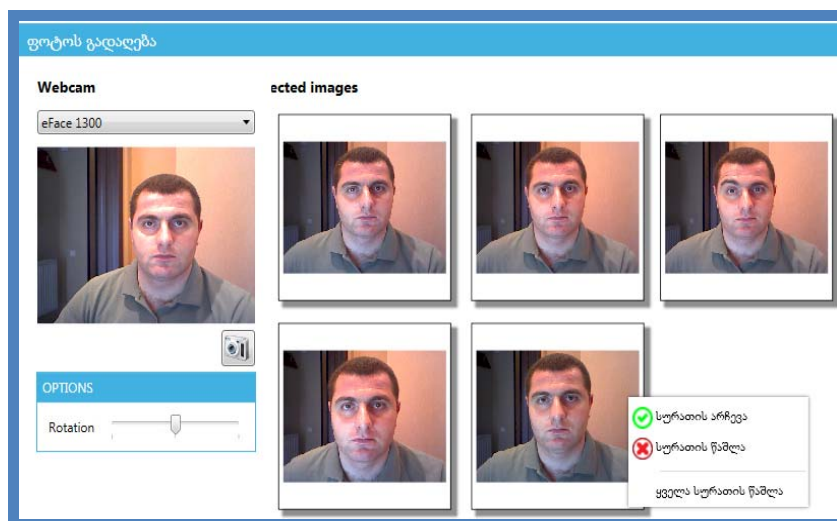 ფოტოს გადაღება
Webcam
ected images
eFace 1300
OPTIONS
Rotation
სურათის არჩევა
სურათის წაშლა
ყველა სურათის წაშლა